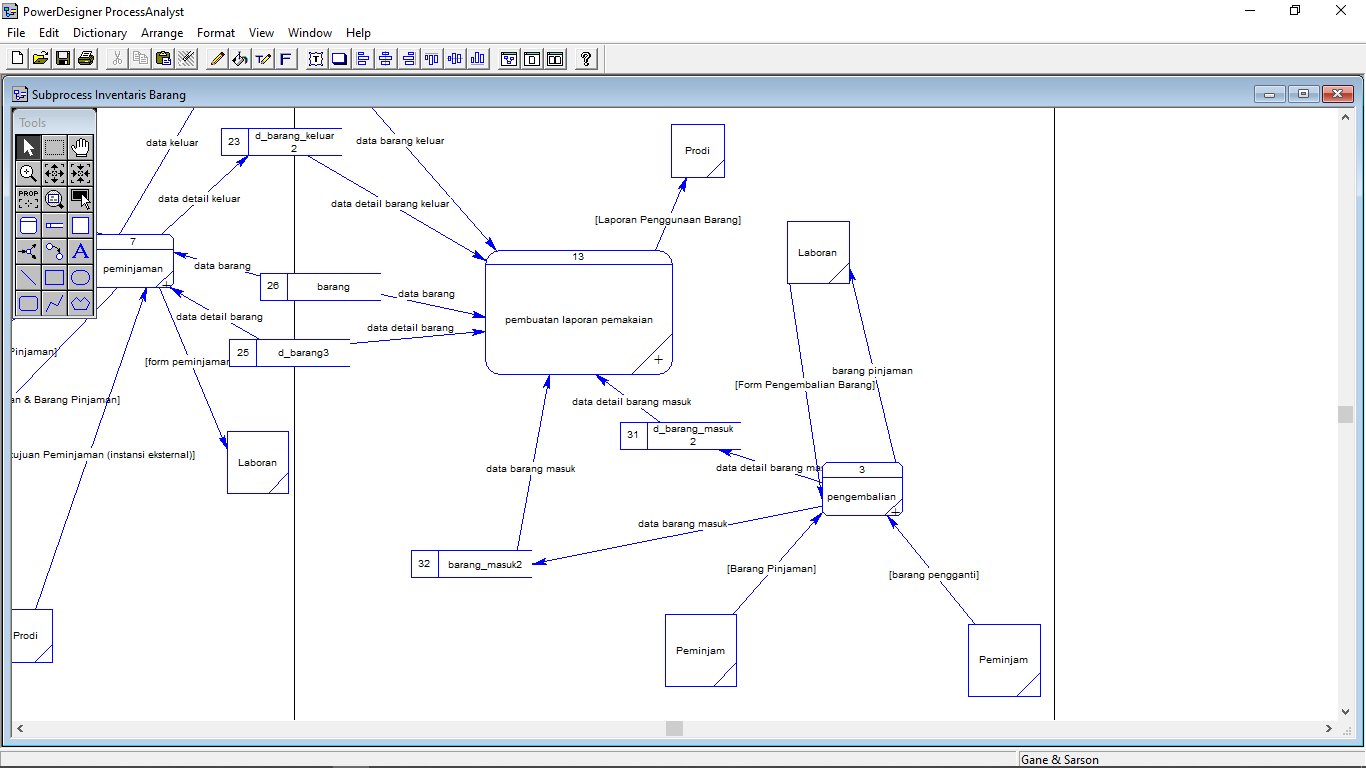 PowerDesigner ProcessAnalyst
File Edit Dictionary Arrange Format View Window Help
Subprocess Inventaris Barang
Tools
PROP
data keluar
23
d_barang_keluar
2
data barang keluar
Prodi
data detail keluar
data detail barang keluar
[Laporan Penggunaan Barang]
Laboran
7
peminjaman
13
pembuatan laporan pemakaian
data barang
26
barang
data barang
data detail barang
data detail barang
25
d_barang3
Pinjaman]
[form peminjaman
an & Barang Pinjaman]
barang pinjaman
[Form Pengembalian Barang]
data detail barang masuk
31
d_barang_masuk
2
tujuan Peminjaman (instansi eksternal)]
Laboran
data barang masuk
data detail barang ma
3
pengembalian
data barang masuk
32
barang_masuk2
[Barang Pinjaman]
[barang pengganti]
Prodi
Peminjam
Peminjam
Gane & Sarson